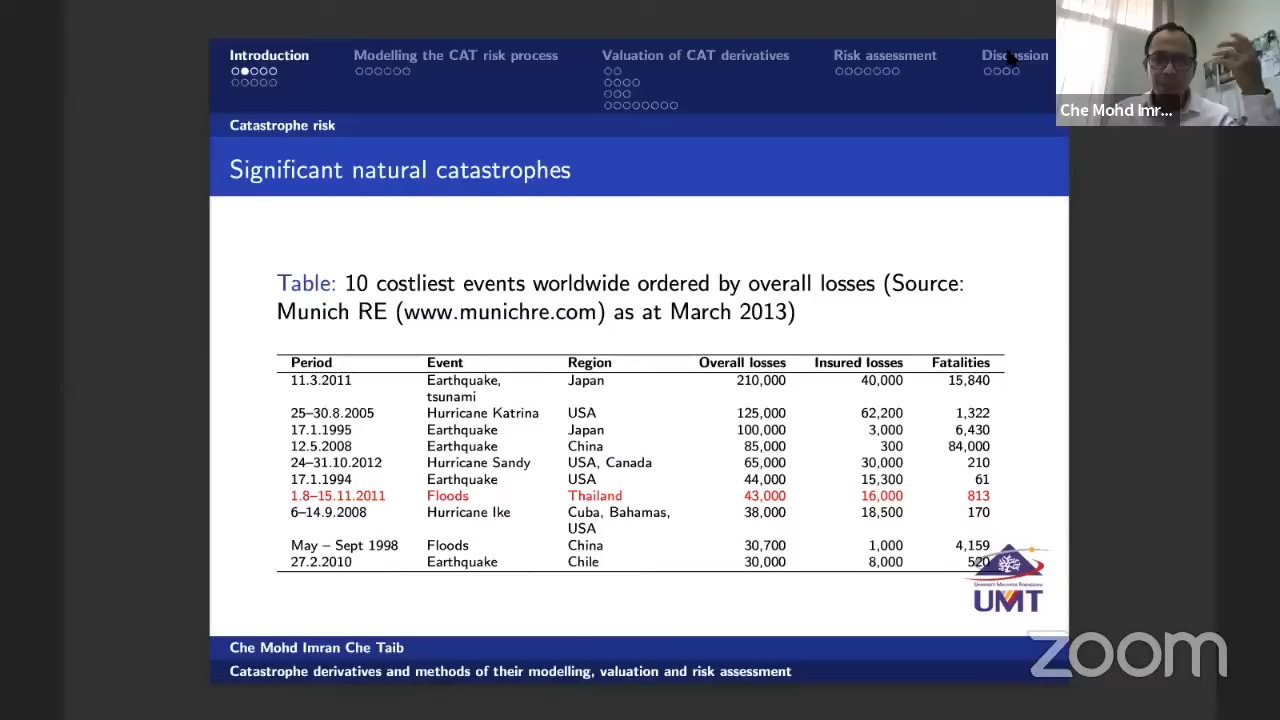 Introduction
Modelling the CAT risk process
Valuation of CAT derivatives
Risk assessment
Discussion
Che Mohd Imr...
Catastrophe risk
Significant natural catastrophes
Table: 10 costliest events worldwide ordered by overall losses (Source:
Munich RE (www.munichre.com) as at March 2013)
Period Event Region Overall losses Insured losses Fatalities
11.3.2011 Earthquake, Japan 210,000 40,000 15,840
tsunami
25–30.8.2005 Hurricane Katrina USA 125,000 62,200 1,322
17.1.1995 Earthquake Japan 100,000 3,000 6,430
12.5.2008 Earthquake China 85,000 300 84,000
24–31.10.2012 Hurricane Sandy USA, Canada 65,000 30,000 210
17.1.1994 Earthquake USA 44,000 15,300 61
1.8–15.11.2011 Floods Thailand 43,000 16,000 813
6–14.9.2008 Hurricane Ike Cuba, Bahamas, 38,000 18,500 170
USA
May – Sept 1998 Floods China 30,700 1,000 4,159
27.2.2010 Earthquake Chile 30,000 8,000 520
UMT
Che Mohd Imran Che Taib
Catastrophe derivatives and methods of their modelling, valuation and risk assessment
zoom